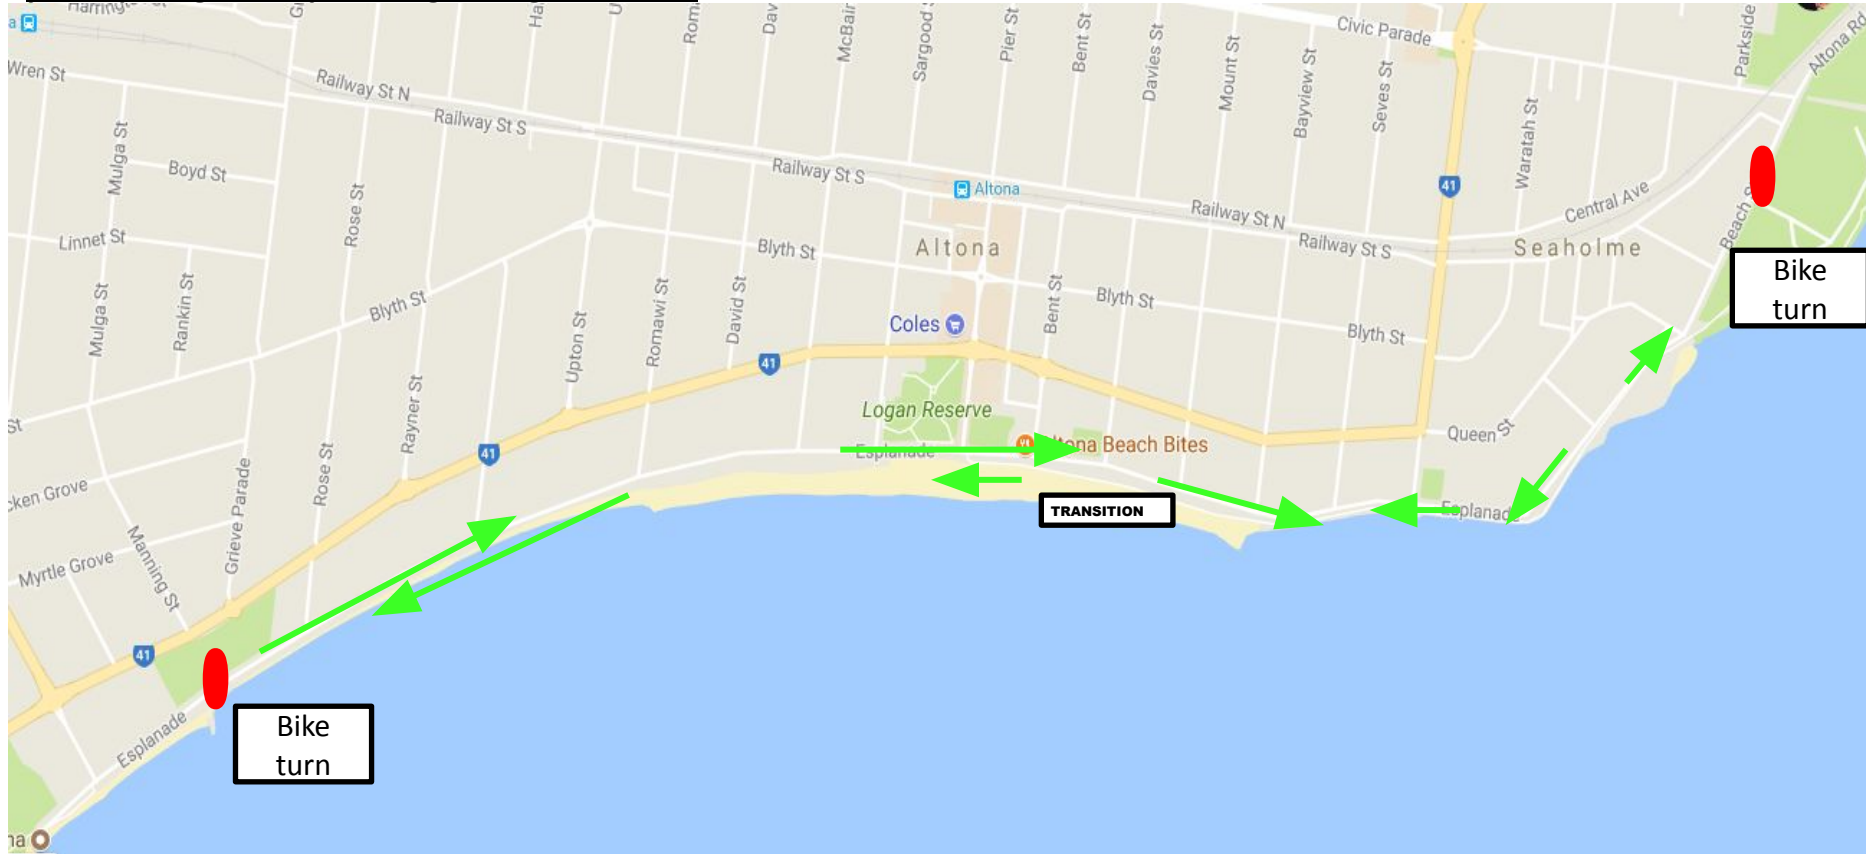 Civic Parade
Parkside
Altona Rd
Wren St
Railway St N
Railway St S
McBain
Sargood
Pier St
Bent St
Davies St
Mount St
Bayview St
Seves St
Waratah St
Mulga St
Boyd St
Rose St
Railway St S
Altona
41
Central Ave
Railway St N
Railway St S
Linnet St
Blyth St
Altona
Seaholme
Beach S
Bike
turn
Mulga St
Rankin St
Blyth St
Upton St
Romawi St
David St
Coles
Bent St
Blyth St
Blyth St
41
Rayner St
Logan Reserve
Queen St
St
41
Esplanade
Altona Beach Bites
Rose St
Grieve Parade
cken Grove
TRANSITION
Esplanade
Myrtle Grove
Manning St
41
Esplanade
Bike
turn
na